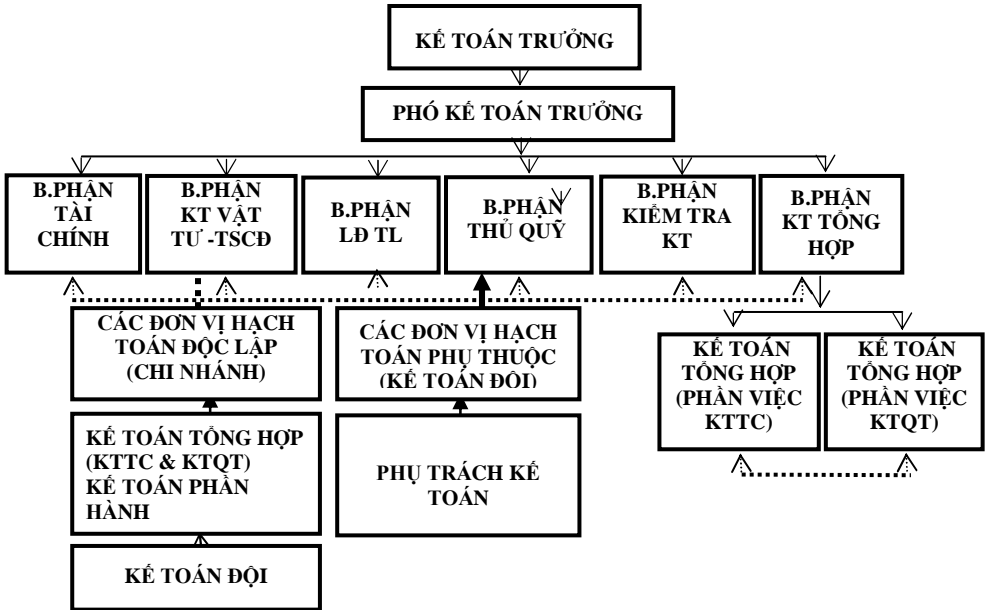 KẾ TOÁN TRƯỞNG
PHÓ KẾ TOÁN TRƯỞNG
B.PHẬN
TÀI
CHÍNH
B.PHẬN
KT VẬT
TƯ -TSCĐ
B.PHẬN
LĐ TL
B.PHẬN
THỦ QUỸ
B.PHẬN
KIỂM TRA
KT
B.PHẬN
KT TỔNG
HỢP
CÁC ĐƠN VỊ HẠCH
TOÁN ĐỘC LẬP
(CHI NHÁNH)
CÁC ĐƠN VỊ HẠCH
TOÁN PHỤ THUỘC
(KẾ TOÁN ĐỘI)
KẾ TOÁN
TỔNG HỢP
(PHẦN VIỆC
KTTC)
KẾ TOÁN
TỔNG HỢP
(PHẦN VIỆC
KTQT)
KẾ TOÁN TỔNG HỢP
(KTTC & KTQT)
KẾ TOÁN PHẦN
HÀNH
PHỤ TRÁCH KẾ
TOÁN
KẾ TOÁN ĐỘI